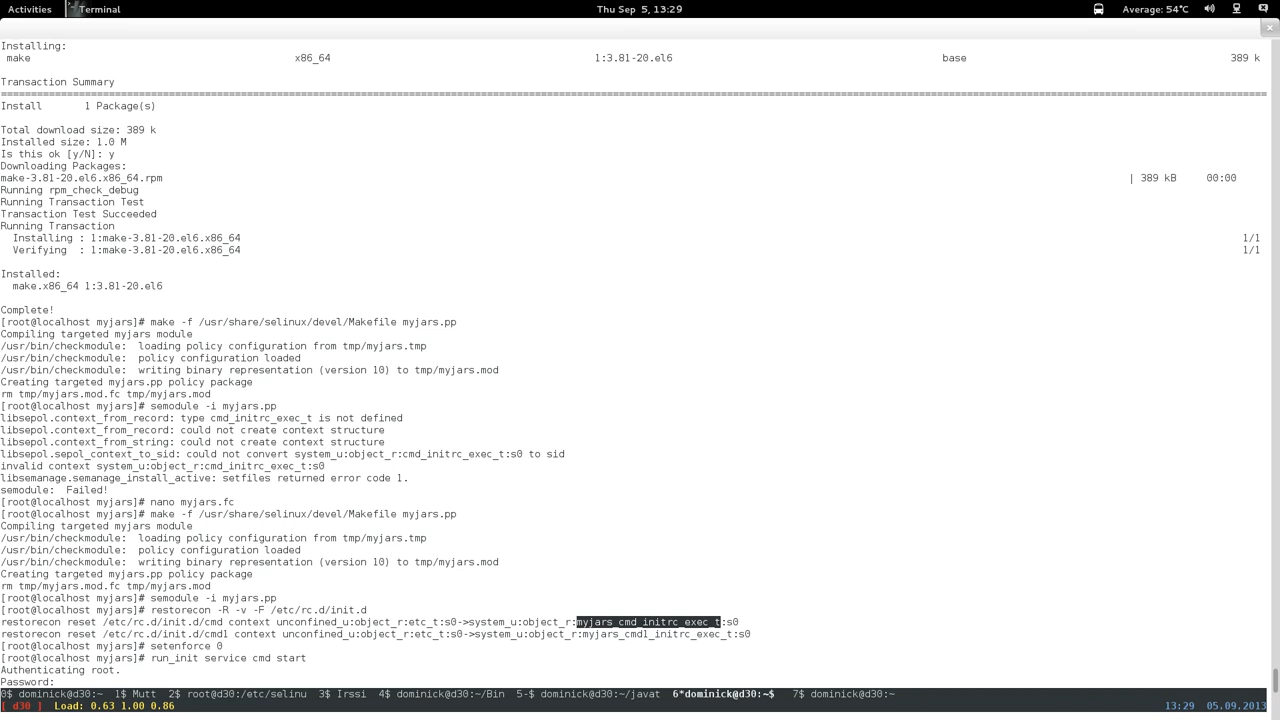 Activities Terminal Thu Sep 5, 13:29 Average: 54°C
Installing:
make x86_64 1:3.81-20.el6 base 389 k
Transaction Summary
================================================================================
Install 1 Package(s)
Total download size: 389 k
Installed size: 1.0 M
Is this ok [y/N]: y
Downloading Packages:
make-3.81-20.el6.x86_64.rpm | 389 kB 00:00
Running rpm_check_debug
Running Transaction Test
Transaction Test Succeeded
Running Transaction
Installing : 1:make-3.81-20.el6.x86_64 1/1
Verifying : 1:make-3.81-20.el6.x86_64 1/1
Installed:
make.x86_64 1:3.81-20.el6
Complete!
[root@localhost myjars]# make -f /usr/share/selinux/devel/Makefile myjars.pp
Compiling targeted myjars module
/usr/bin/checkmodule: loading policy configuration from tmp/myjars.tmp
/usr/bin/checkmodule: policy configuration loaded
/usr/bin/checkmodule: writing binary representation (version 10) to tmp/myjars.mod
Creating targeted myjars.pp policy package
rm tmp/myjars.mod.fc tmp/myjars.mod
[root@localhost myjars]# semodule -i myjars.pp
libsepol.context_from_record: type cmd_initrc_exec_t is not defined
libsepol.context_from_record: could not create context structure
libsepol.context_from_string: could not create context structure
libsepol.sepol_context_to_sid: could not convert system_u:object_r:cmd_initrc_exec_t:s0 to sid
invalid context system_u:object_r:cmd_initrc_exec_t:s0
libsemanage.semanage_install_active: setfiles returned error code 1.
semodule: Failed!
[root@localhost myjars]# nano myjars.fc
[root@localhost myjars]# make -f /usr/share/selinux/devel/Makefile myjars.pp
Compiling targeted myjars module
/usr/bin/checkmodule: loading policy configuration from tmp/myjars.tmp
/usr/bin/checkmodule: policy configuration loaded
/usr/bin/checkmodule: writing binary representation (version 10) to tmp/myjars.mod
Creating targeted myjars.pp policy package
rm tmp/myjars.mod.fc tmp/myjars.mod
[root@localhost myjars]# semodule -i myjars.pp
[root@localhost myjars]# restorecon -R -v -F /etc/rc.d/init.d
restorecon reset /etc/rc.d/init.d/cmd context unconfined_u:object_r:etc_t:s0->system_u:object_r:myjars_cmd_initrc_exec_t:s0
restorecon reset /etc/rc.d/init.d/cmd1 context unconfined_u:object_r:etc_t:s0->system_u:object_r:myjars_cmd1_initrc_exec_t:s0
[root@localhost myjars]# setenforce 0
[root@localhost myjars]# run_init service cmd start
Authenticating root.
Password:
0$ dominick@d30:~ 1$ Mutt 2$ root@d30:/etc/selinu 3$ Irssi 4$ dominick@d30:~/Bin 5-$ dominick@d30:~/javat 6*dominick@d30:~$ 7$ dominick@d30:~
[ d30 ] Load: 0.63 1.00 0.86 13:29 05.09.2013